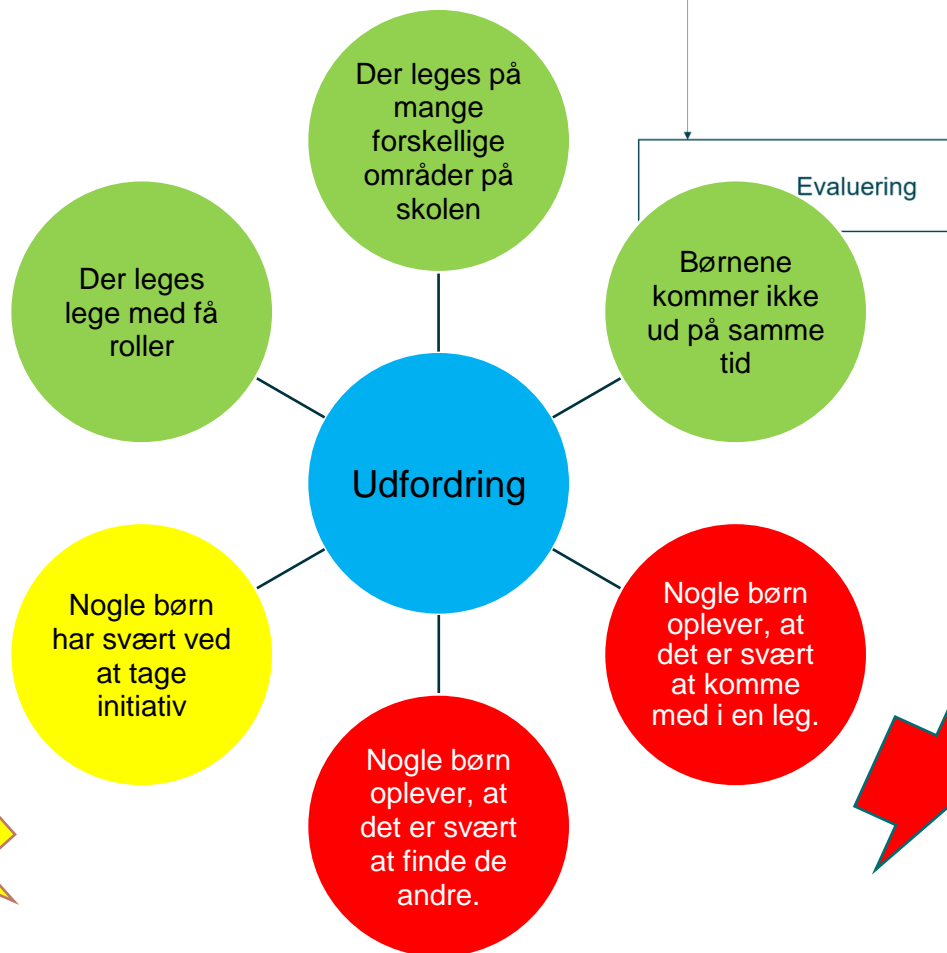 Der leges på
mange
forskellige
områder på
skolen
Evaluering
Der leges
lege med få
roller
Børnene
kommer ikke
ud på samme
tid
Udfordring
Nogle børn
har svært ved
at tage
initiativ
Nogle børn
oplever, at
det er svært
at komme
med i en leg.
Nogle børn
oplever, at
det er svært
at finde de
andre.